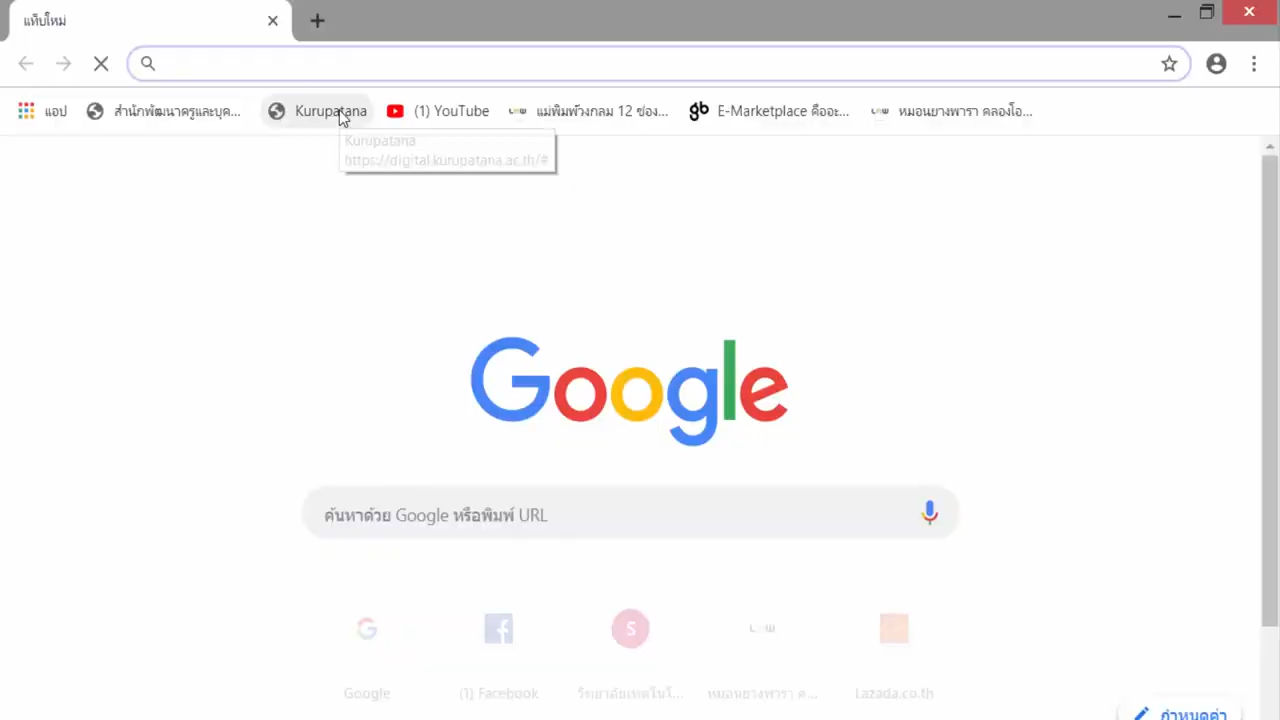 แท็บใหม่
แอป
สำนักพัฒนาครูและบุค...
Kurupatana
(1) YouTube
แม่พิมพ์วงกลม 12 ช่อง...
gb
E-Marketplace คืออะ...
หมอนยางพารา คลองโอ...
Kurupatana
https://digital.kurupatana.ac.th/#
Google
ค้นหาด้วย Google หรือพิมพ์ URL
S
Google
(1) Facebook
วิทยาลัยเทคโนโ...
หมอนยางพารา ค...
Lazada.co.th
กำหนดค่า